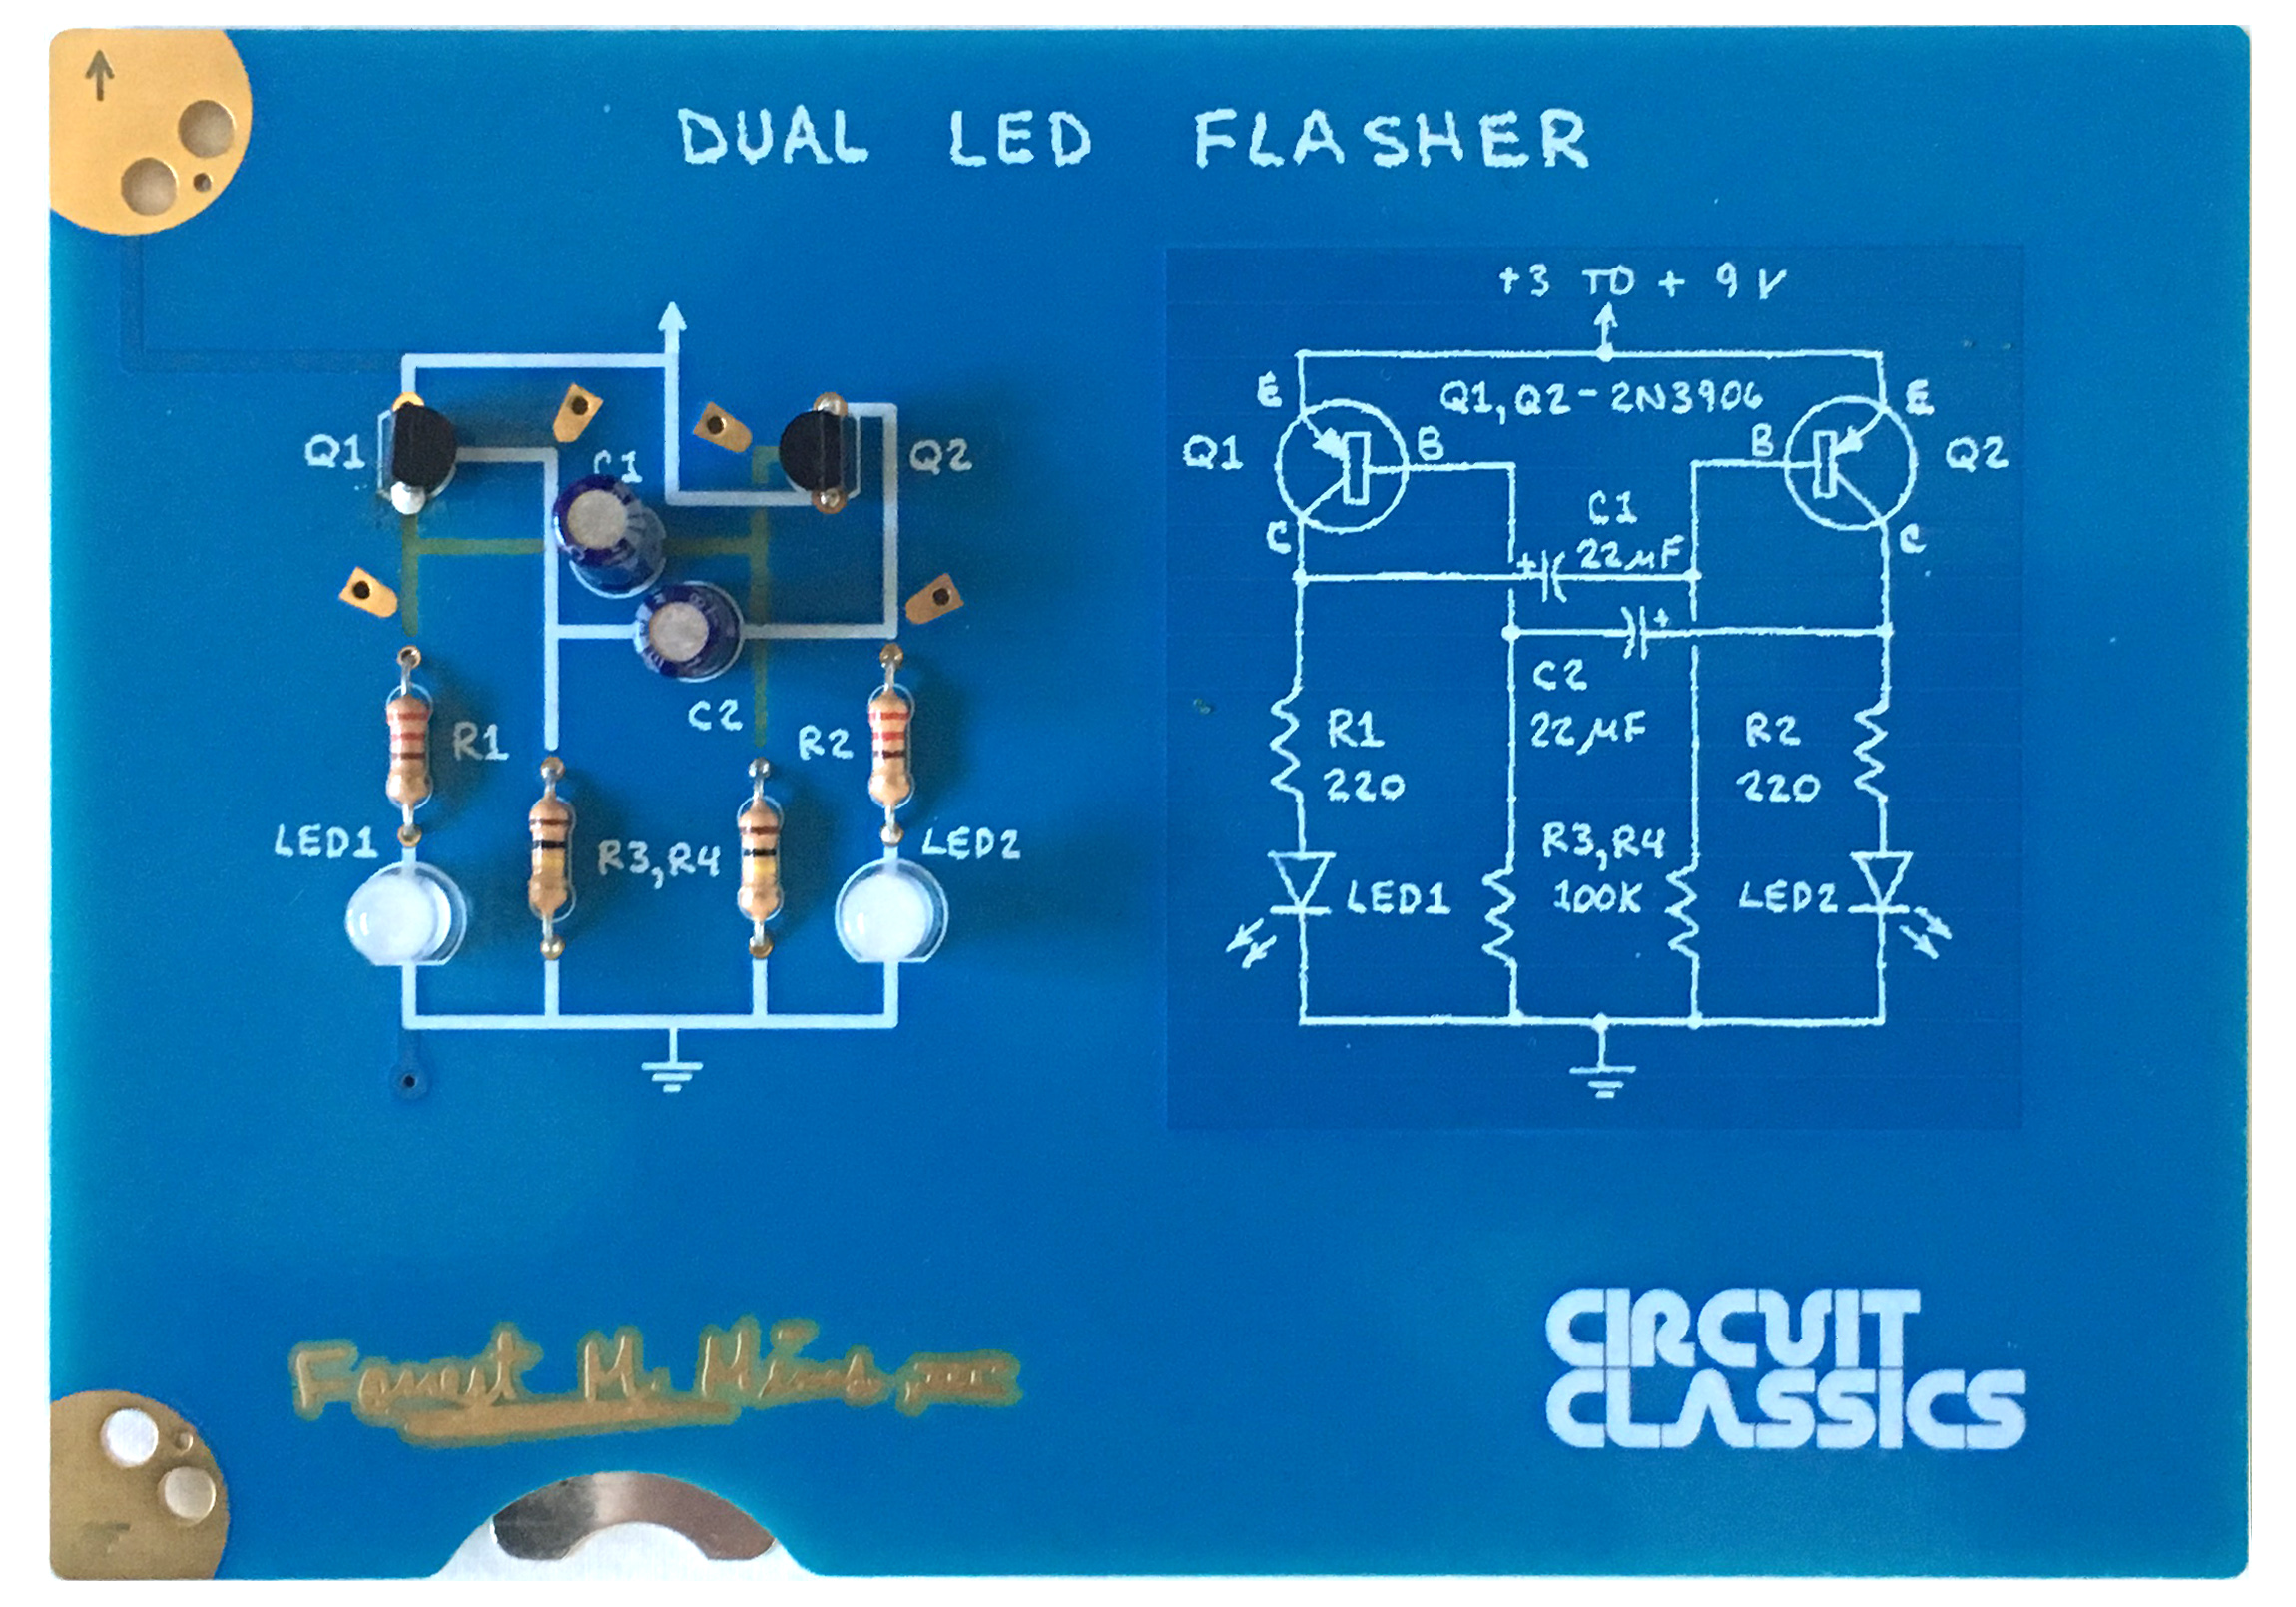 DUAL LED FLASHER
Q1
C1
Q2
C2
R1
R2
LED1
R3,R4
LED2
+3 TO + 9V
E
Q1,Q2-2N3906
E
Q1
B
B
Q2
C
C1
22µF
C
+
+
C2
22µF
R1
220
R2
220
R3,R4
100K
LED1
LED2
Forrest M. Mims III
CIRCUIT
CLASSICS